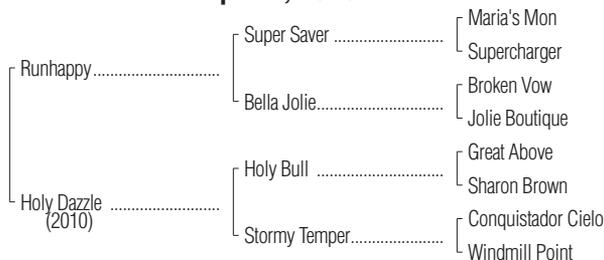 Maria's Mon
Super Saver ..............................
Supercharger
Runhappy...................................
Broken Vow
Bella Jolie...................................
Jolie Boutique
Great Above
Holy Bull ...................................
Sharon Brown
Holy Dazzle ..............................
(2010)
Conquistador Cielo
Stormy Temper.........................
Windmill Point